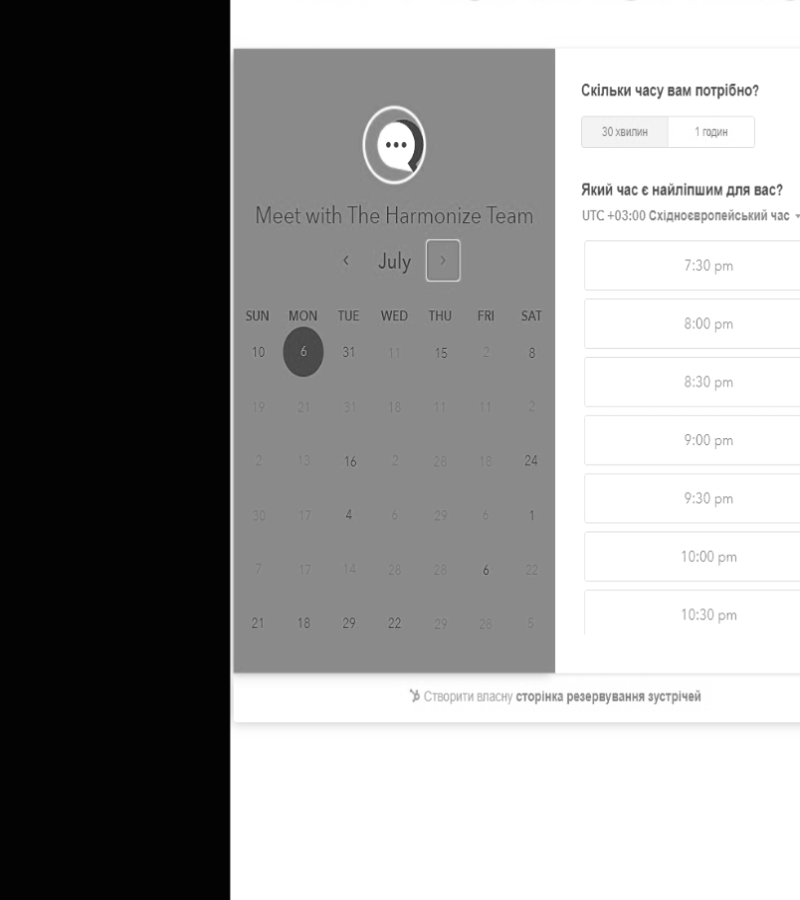 Meet with The Harmonize Team
July
SUN MON TUE WED THU FRI SAT
10 6 31 11 15 2 8
19 21 31 18 11 11 2
2 13 16 2 28 18 24
30 17 4 6 29 6 1
7 17 14 28 28 6 22
21 18 29 22 29 28 5
Скільки часу вам потрібно?
30 хвилин 1 годин
Який час є найліпшим для вас?
UTC +03:00 Східноєвропейський час
7:30 pm
8:00 pm
8:30 pm
9:00 pm
9:30 pm
10:00 pm
10:30 pm
Створити власну сторінка резервування зустрічей